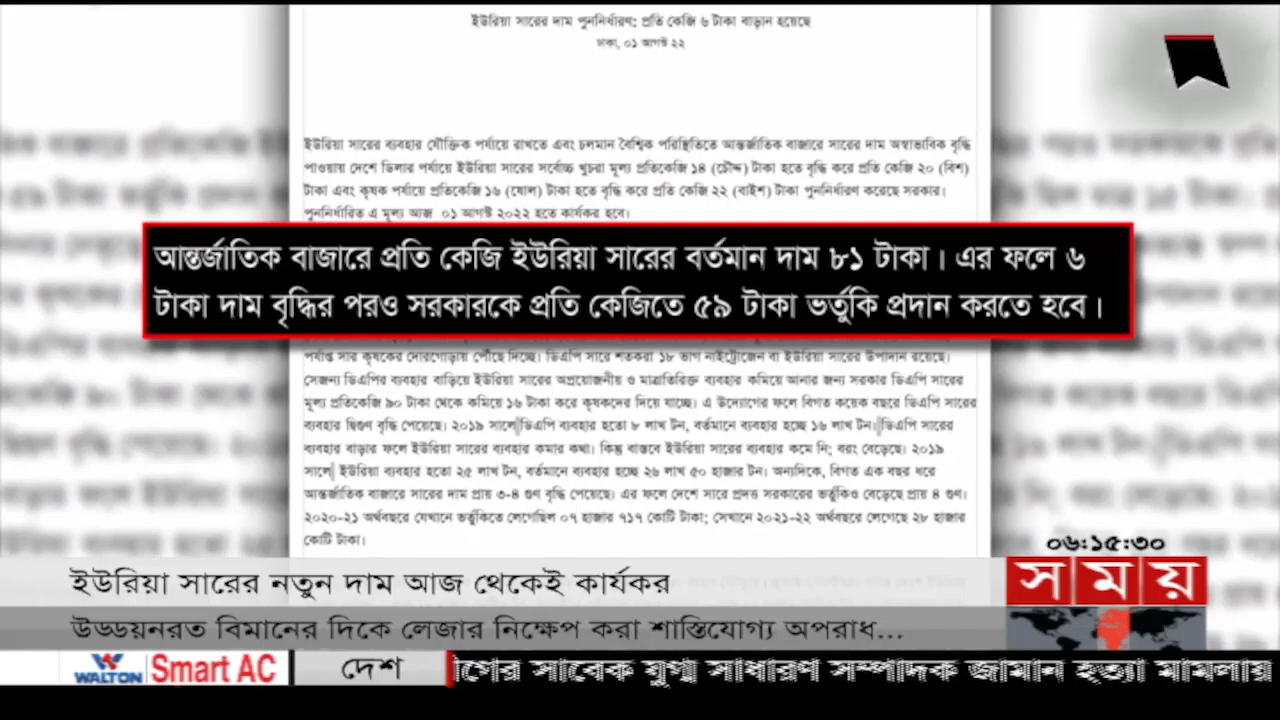 ইউরিয়া সারের দাম পুননির্ধারণ; প্রতি কেজি ৬ টাকা বাড়ান হয়েছে
ঢাকা, ০১ আগস্ট ২২
ইউরিয়া সারের ব্যবহার যৌক্তিক পর্যায়ে রাখতে এবং চলমান বৈশ্বিক পরিস্থিতিতে আন্তর্জাতিক বাজারে সারের দাম অস্বাভাবিক বৃদ্ধি
পাওয়ায় দেশে ডিলার পর্যায়ে ইউরিয়া সারের সর্বোচ্চ খুচরা মূল্য প্রতিকেজি ১৪ (চৌদ্দ) টাকা হতে বৃদ্ধি করে প্রতি কেজি ২০ (বিশ)
টাকা এবং কৃষক পর্যায়ে প্রতিকেজি ১৬ (ষোল) টাকা হতে বৃদ্ধি করে প্রতি কেজি ২২ (বাইশ) টাকা পুননির্ধারণ করেছে সরকার।
পুননির্ধারিত এ মূল্য আজ ০১ আগস্ট ২০২২ হতে কার্যকর হবে।
আন্তর্জাতিক বাজারে প্রতি কেজি ইউরিয়া সারের বর্তমান দাম ৮১ টাকা। এর ফলে ৬
টাকা দাম বৃদ্ধির পরও সরকারকে প্রতি কেজিতে ৫৯ টাকা ভর্তুকি প্রদান করতে হবে।
পর্যাপ্ত সার কৃষকের দোরগোড়ায় পৌঁছে দিচ্ছে। ডিএপি সারে শতকরা ১৮ ভাগ নাইট্রোজেন বা ইউরিয়া সারের উপাদান রয়েছে।
সেজন্য ডিএপির ব্যবহার বাড়িয়ে ইউরিয়া সারের অপ্রয়োজনীয় ও মাত্রাতিরিক্ত ব্যবহার কমিয়ে আনার জন্য সরকার ডিএপি সারের
মূল্য প্রতিকেজি ৯০ টাকা থেকে কমিয়ে ১৬ টাকা করে কৃষকদের দিয়ে যাচ্ছে। এ উদ্যোগের ফলে বিগত কয়েক বছরে ডিএপি সারের
ব্যবহার দ্বিগুণ বৃদ্ধি পেয়েছে। ২০১৯ সালে ডিএপি ব্যবহার হতো ৮ লাখ টন, বর্তমানে ব্যবহার হচ্ছে ১৬ লাখ টন। ডিএপি সারের
ব্যবহার বাড়ার ফলে ইউরিয়া সারের ব্যবহার কমার কথা। কিন্তু বাস্তবে ইউরিয়া সারের ব্যবহার কমে নি; বরং বেড়েছে। ২০১৯
সালে ইউরিয়া ব্যবহার হতো ২৫ লাখ টন, বর্তমানে ব্যবহার হচ্ছে ২৬ লাখ ৫০ হাজার টন। অন্যদিকে, বিগত এক বছর ধরে
আন্তর্জাতিক বাজারে সারের দাম প্রায় ৩-৪ গুণ বৃদ্ধি পেয়েছে। এর ফলে দেশে সারে প্রদত্ত সরকারের ভর্তুকিও বেড়েছে প্রায় ৪ গুণ।
২০২০-২১ অর্থবছরে যেখানে ভর্তুকিতে লেগেছিল ০৭ হাজার ৭১৭ কোটি টাকা; সেখানে ২০২১-২২ অর্থবছরে লেগেছে ২৮ হাজার
কোটি টাকা।
০৬:১৫:৩০
সময়
ইউরিয়া সারের নতুন দাম আজ থেকেই কার্যকর
উড্ডয়নরত বিমানের দিকে লেজার নিক্ষেপ করা শাস্তিযোগ্য অপরাধ...
WALTON Smart AC
দেশ
গের সাবেক যুগ্ম সাধারণ সম্পাদক জামান হত্যা মামলার